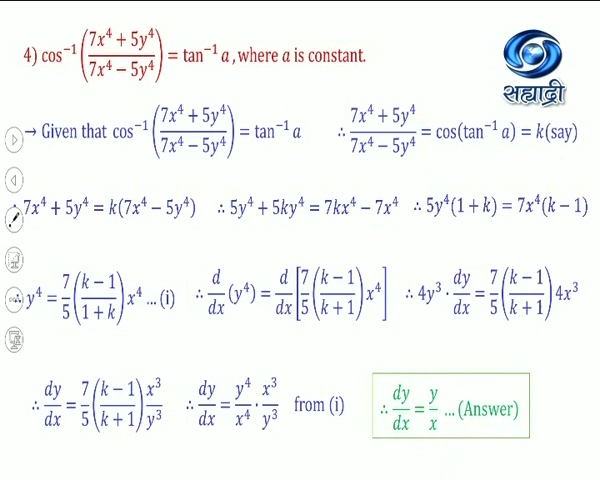 4) cos⁻¹ ((7x⁴ + 5y⁴)/(7x⁴ − 5y⁴)) = tan⁻¹ a , where a is constant.
सह्याद्री
→ Given that cos⁻¹ ((7x⁴ + 5y⁴)/(7x⁴ − 5y⁴)) = tan⁻¹ a ∴ (7x⁴ + 5y⁴)/(7x⁴ − 5y⁴) = cos(tan⁻¹ a) = k(say)
∴ 7x⁴ + 5y⁴ = k(7x⁴ − 5y⁴) ∴ 5y⁴ + 5ky⁴ = 7kx⁴ − 7x⁴ ∴ 5y⁴(1 + k) = 7x⁴(k − 1)
∴ y⁴ = 7/5 ((k − 1)/(1 + k)) x⁴ ... (i) ∴ d/dx (y⁴) = d/dx [7/5 ((k − 1)/(k + 1)) x⁴] ∴ 4y³ · dy/dx = 7/5 ((k − 1)/(k + 1)) 4x³
∴ dy/dx = 7/5 ((k − 1)/(k + 1)) x³/y³ ∴ dy/dx = y⁴/x⁴ · x³/y³ from (i) ∴ dy/dx = y/x ... (Answer)